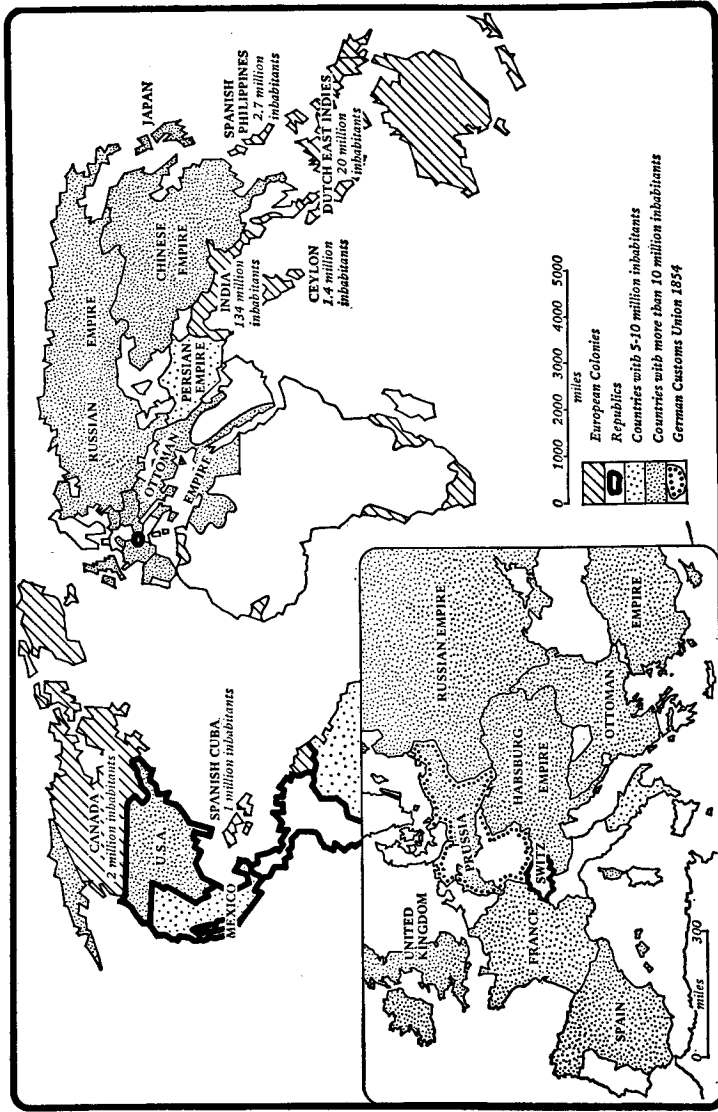 CANADA
2 million inhabitants
U.S.A.
MEXICO
SPANISH CUBA
1 million inhabitants
RUSSIAN
EMPIRE
OTTOMAN
EMPIRE
PERSIAN
EMPIRE
CHINESE
EMPIRE
JAPAN
INDIA
134 million
inhabitants
CEYLON
1.4 million
inhabitants
SPANISH
PHILIPPINES
2.7 million
inhabitants
DUTCH EAST INDIES
20 million
inhabitants
0 1000 2000 3000 4000 5000
miles
European Colonies
Republics
Countries with 5-10 million inhabitants
Countries with more than 10 million inhabitants
German Customs Union 1854
UNITED
KINGDOM
PRUSSIA
RUSSIAN EMPIRE
FRANCE
SWITZ
HABSBURG
EMPIRE
SPAIN
OTTOMAN
EMPIRE
0 miles 300